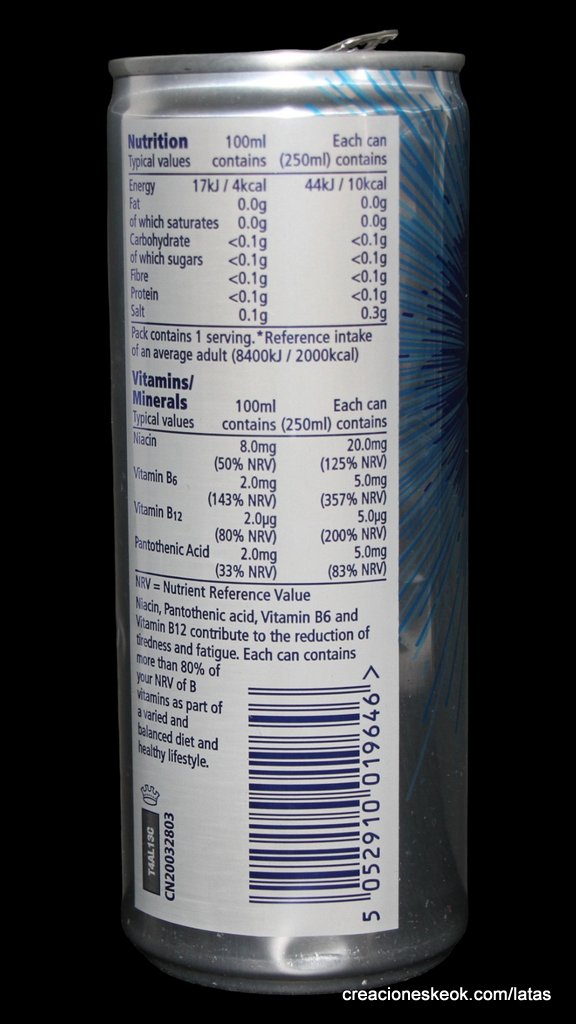 Nutrition 100ml Each can
Typical values contains (250ml) contains
Energy 17kJ / 4kcal 44kJ / 10kcal
Fat 0.0g 0.0g
of which saturates 0.0g 0.0g
Carbohydrate <0.1g <0.1g
of which sugars <0.1g <0.1g
Fibre <0.1g <0.1g
Protein <0.1g <0.1g
Salt 0.1g 0.3g
Pack contains 1 serving.*Reference intake
of an average adult (8400kJ / 2000kcal)
Vitamins/
Minerals 100ml Each can
Typical values contains (250ml) contains
Niacin 8.0mg 20.0mg
(50% NRV) (125% NRV)
Vitamin B6 2.0mg 5.0mg
(143% NRV) (357% NRV)
Vitamin B12 2.0µg 5.0µg
(80% NRV) (200% NRV)
Pantothenic Acid 2.0mg 5.0mg
(33% NRV) (83% NRV)
NRV = Nutrient Reference Value
Niacin, Pantothenic acid, Vitamin B6 and
Vitamin B12 contribute to the reduction of
tiredness and fatigue. Each can contains
more than 80% of
your NRV of B
vitamins as part of
a varied and
balanced diet and
healthy lifestyle.
T4AL13C
CN20032803
5 052910 019646 >
creacioneskeok.com/latas